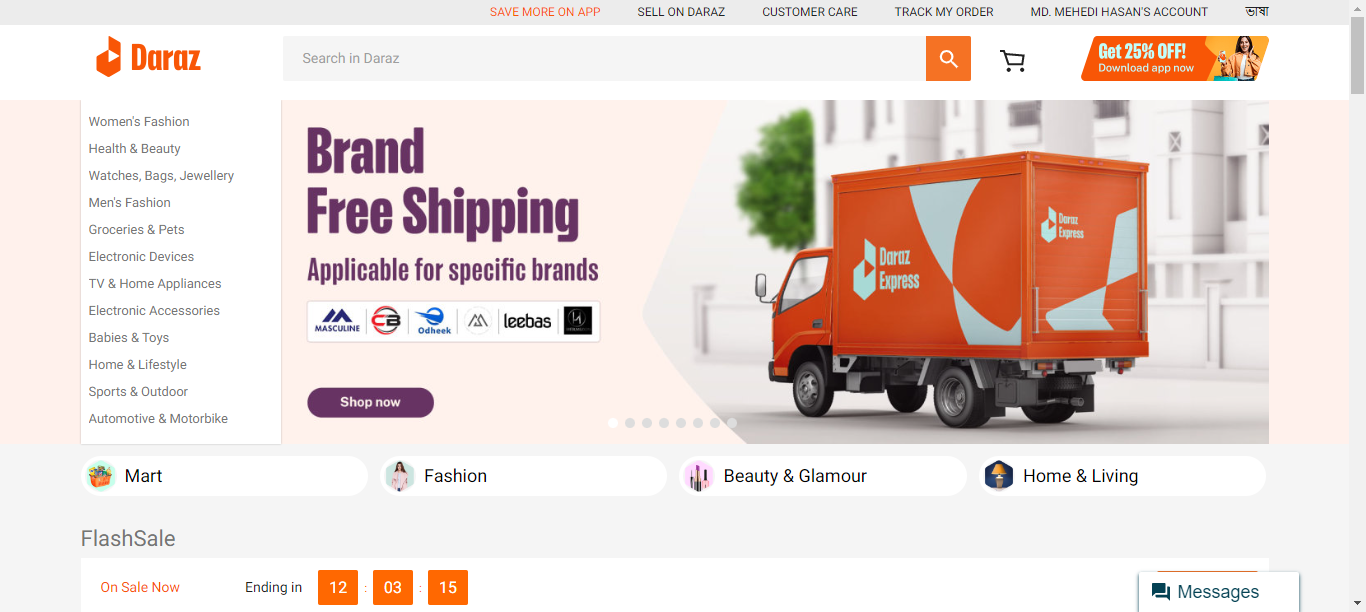 SAVE MORE ON APP
SELL ON DARAZ
CUSTOMER CARE
TRACK MY ORDER
MD. MEHEDI HASAN'S ACCOUNT
ভাষা
Daraz
Search in Daraz
Get 25% OFF!
Download app now
Women's Fashion
Health & Beauty
Watches, Bags, Jewellery
Men's Fashion
Groceries & Pets
Electronic Devices
TV & Home Appliances
Electronic Accessories
Babies & Toys
Home & Lifestyle
Sports & Outdoor
Automotive & Motorbike
Brand
Free Shipping
Applicable for specific brands
MASCULINE
CB
Odheek
leebas
Shop now
Daraz
Express
Daraz
Express
Mart
Fashion
Beauty & Glamour
Home & Living
FlashSale
On Sale Now
Ending in
12 : 03 : 15
Messages